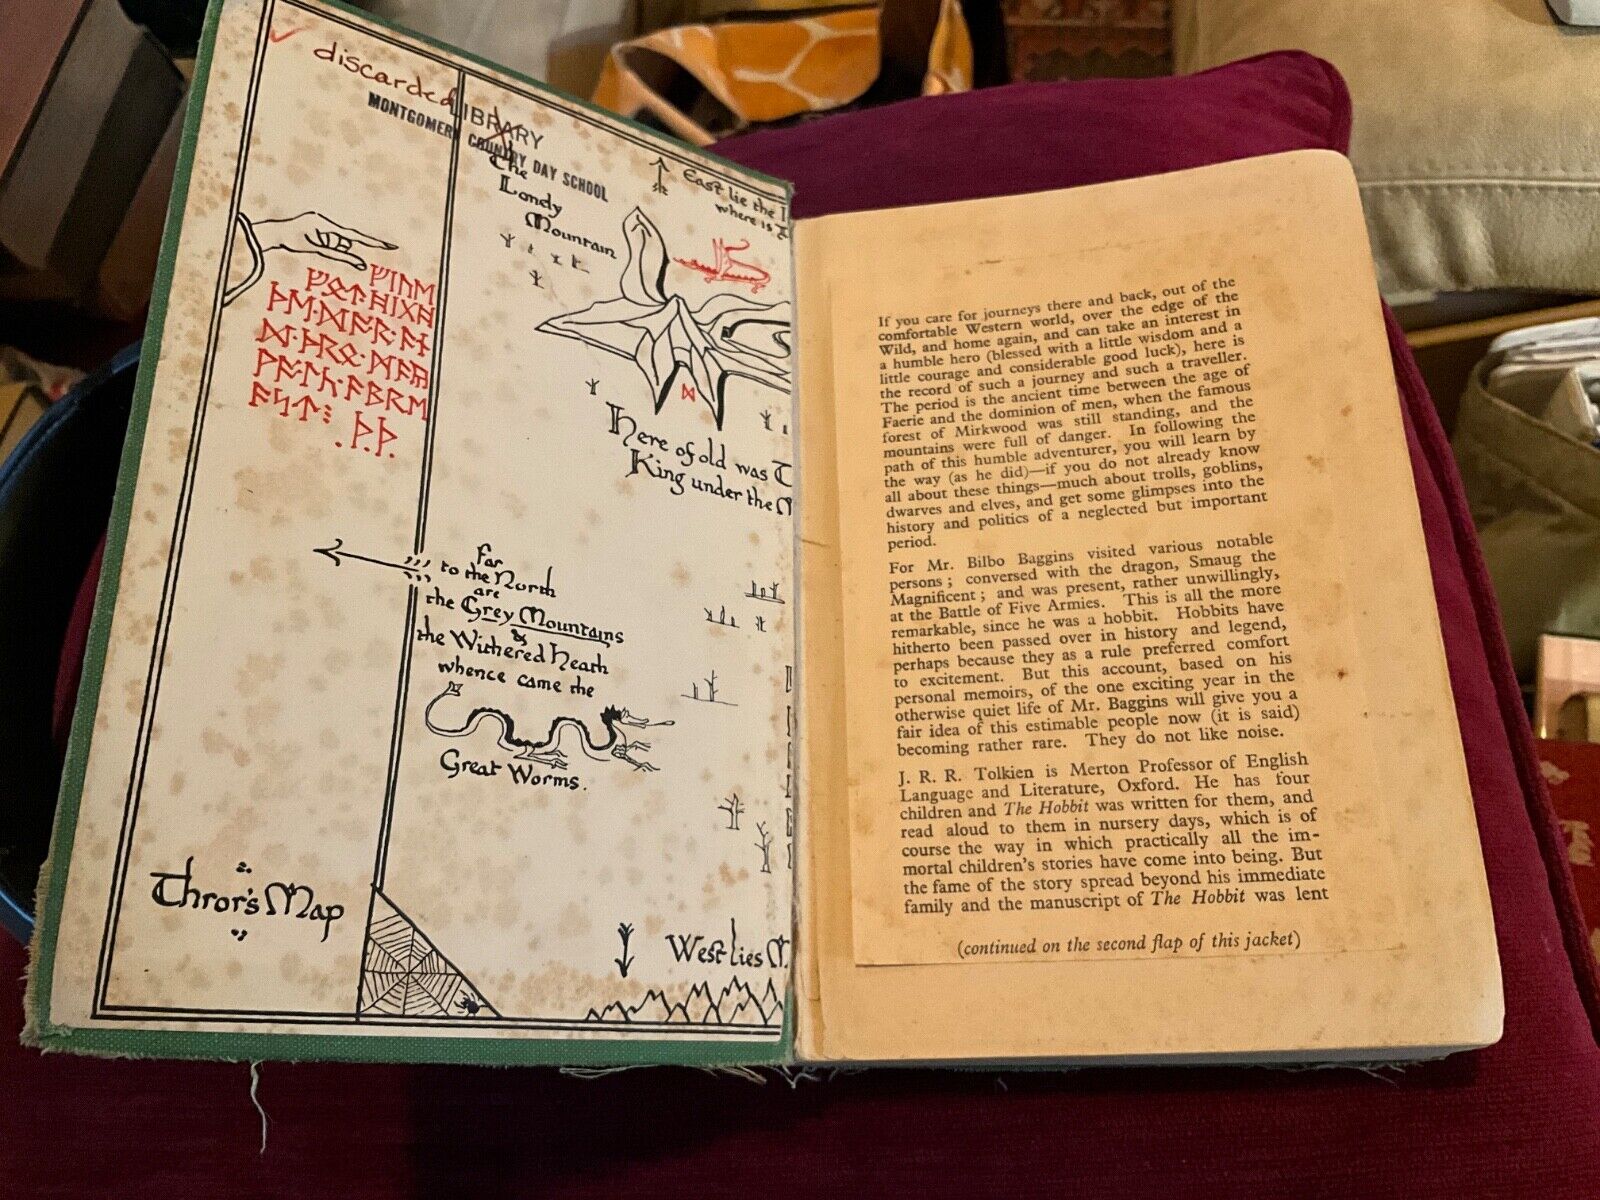 discarded
LIBRARY
MONTGOMERY COUNTRY DAY SCHOOL
The
Lonely
Mountain
East lie the
where is
ᚠᛁᚢᛖ
ᚠᚩᛏ᛫ᚻᛁᚷᚻ
ᚦᛖ᛫ᛞᚩᚱ᛫ᚪᚾ
ᛞ᛫ᚦᚱᛟ᛫ᛗᚪᚣ
ᚹᚪᛚᚳ᛫ᚪᛒᚱᛖ
ᚪᛋᛏ
.ᚦ.ᚦ.
ᛞ
Here of old was
King under the
Far
to the North
are
the Grey Mountains
&
the Withered Heath
whence came the
Great Worms.
Thror's Map
West lies
If you care for journeys there and back, out of the
comfortable Western world, over the edge of the
Wild, and home again, and can take an interest in
a humble hero (blessed with a little wisdom and a
little courage and considerable good luck), here is
the record of such a journey and such a traveller.
The period is the ancient time between the age of
Faerie and the dominion of men, when the famous
forest of Mirkwood was still standing, and the
mountains were full of danger. In following the
path of this humble adventurer, you will learn by
the way (as he did)—if you do not already know
all about these things—much about trolls, goblins,
dwarves and elves, and get some glimpses into the
history and politics of a neglected but important
period.
For Mr. Bilbo Baggins visited various notable
persons; conversed with the dragon, Smaug the
Magnificent; and was present, rather unwillingly,
at the Battle of Five Armies. This is all the more
remarkable, since he was a hobbit. Hobbits have
hitherto been passed over in history and legend,
perhaps because they as a rule preferred comfort
to excitement. But this account, based on his
personal memoirs, of the one exciting year in the
otherwise quiet life of Mr. Baggins will give you a
fair idea of this estimable people now (it is said)
becoming rather rare. They do not like noise.
J. R. R. Tolkien is Merton Professor of English
Language and Literature, Oxford. He has four
children and The Hobbit was written for them, and
read aloud to them in nursery days, which is of
course the way in which practically all the im-
mortal children's stories have come into being. But
the fame of the story spread beyond his immediate
family and the manuscript of The Hobbit was lent
(continued on the second flap of this jacket)